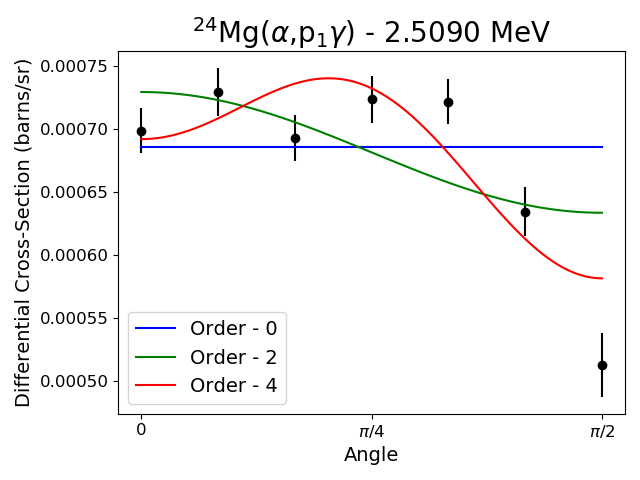 ²⁴Mg(α,p₁γ) - 2.5090 MeV
Differential Cross-Section (barns/sr)
0.00075
0.00070
0.00065
0.00060
0.00055
0.00050
Order - 0
Order - 2
Order - 4
0
π/4
π/2
Angle